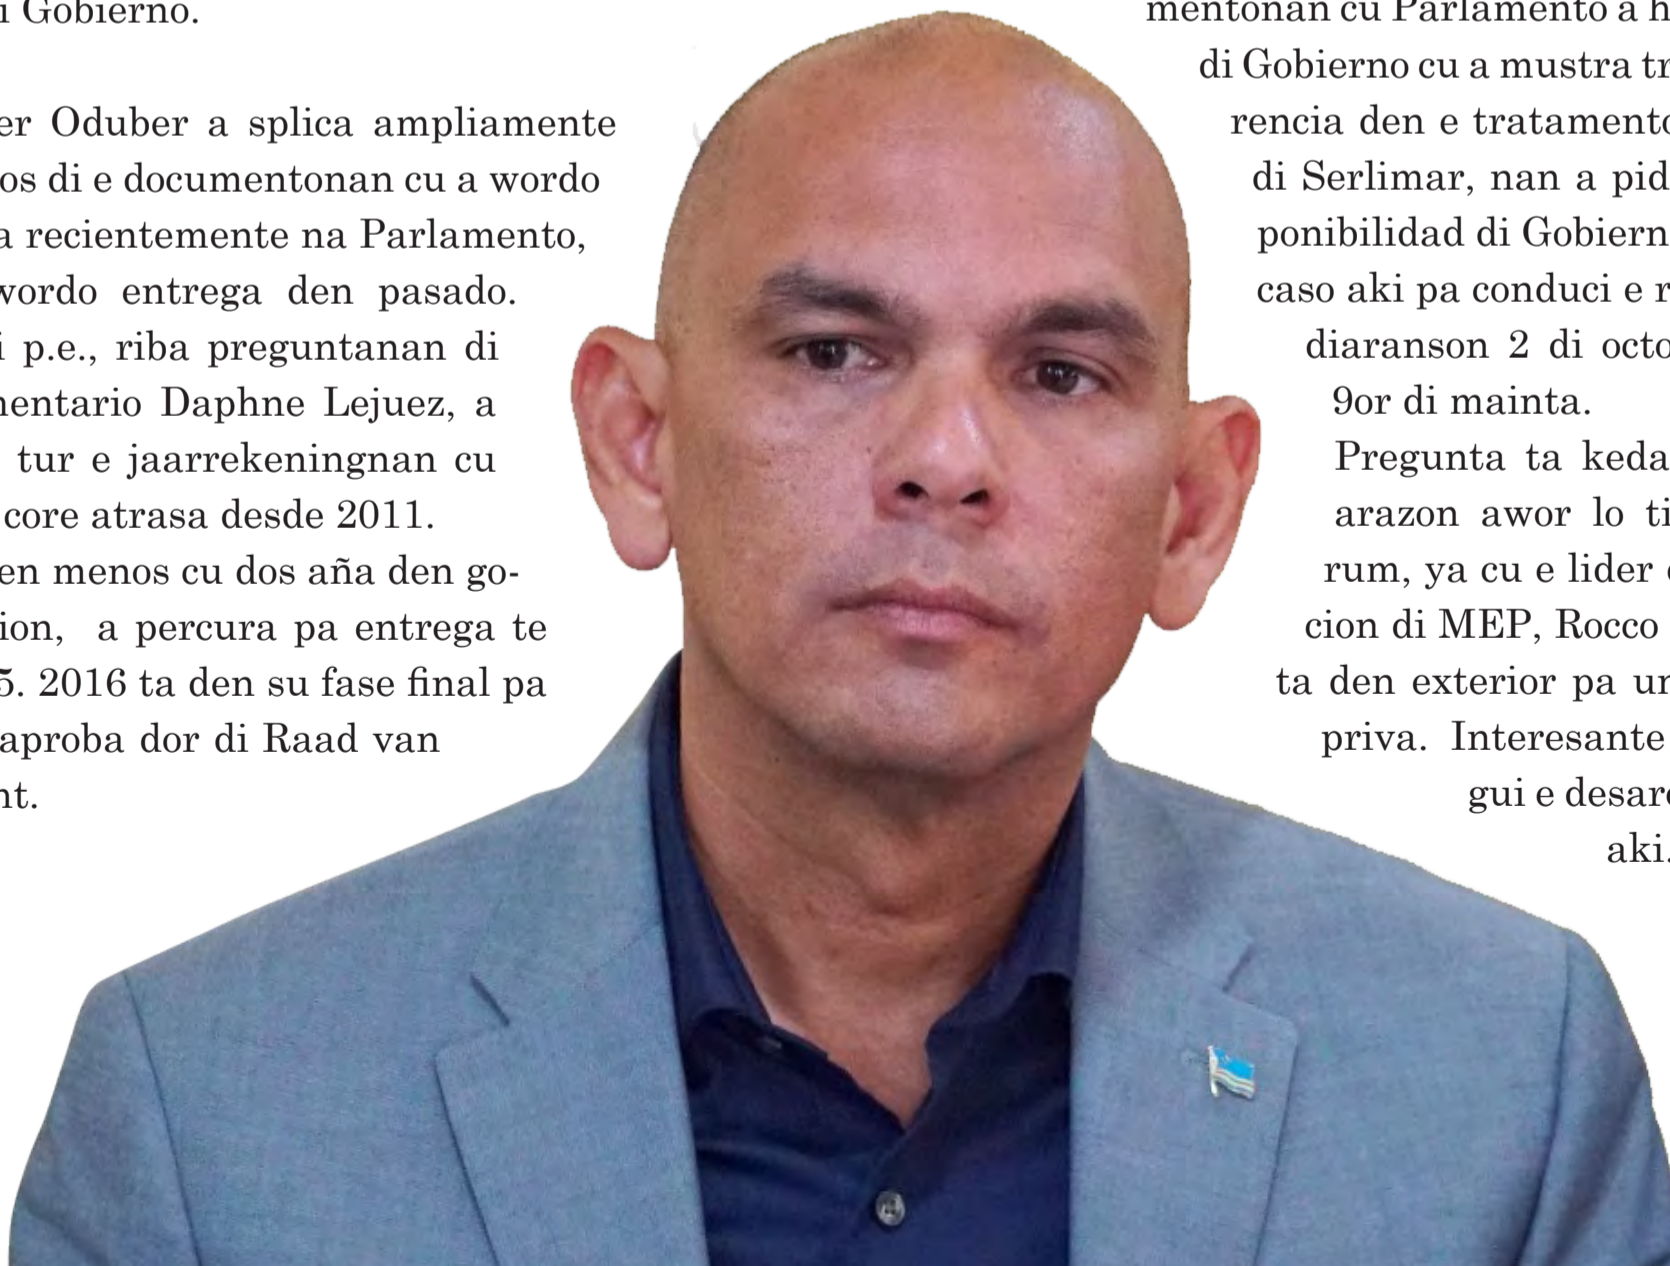 i Gobierno.
er Oduber a splica ampliamente
os di e documentonan cu a wordo
a recientemente na Parlamento,
wordo entrega den pasado.
i p.e., riba preguntanan di
mentario Daphne Lejuez, a
tur e jaarrekeningnan cu
core atrasa desde 2011.
en menos cu dos aña den go-
ion, a percura pa entrega te
5. 2016 ta den su fase final pa
aproba dor di Raad van
nt.
mentonan cu Parlamento a h
di Gobierno cu a mustra tr
rencia den e tratamento
di Serlimar, nan a pid
ponibilidad di Gobiern
caso aki pa conduci e r
diaranson 2 di octo
9or di mainta.
Pregunta ta keda
arazon awor lo ti
rum, ya cu e lider
cion di MEP, Rocco
ta den exterior pa un
priva. Interesante
gui e desaro
aki.